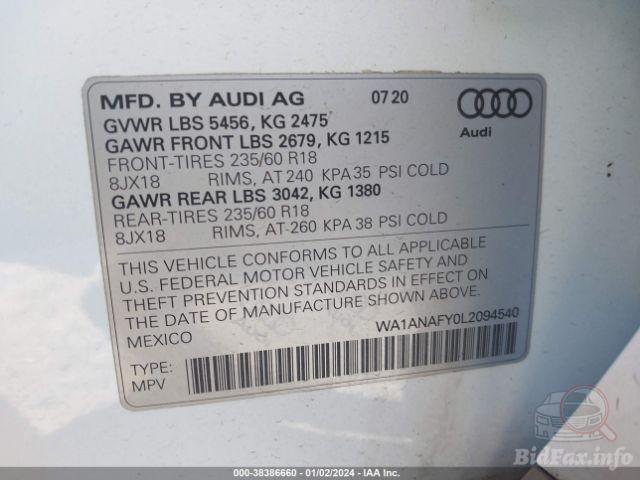 MFD. BY AUDI AG 07 20
GVWR LBS 5456, KG 2475
GAWR FRONT LBS 2679, KG 1215
FRONT-TIRES 235/60 R18
8JX18 RIMS, AT 240 KPA 35 PSI COLD
GAWR REAR LBS 3042, KG 1380
REAR-TIRES 235/60 R18
8JX18 RIMS, AT 260 KPA 38 PSI COLD
Audi
THIS VEHICLE CONFORMS TO ALL APPLICABLE
U.S. FEDERAL MOTOR VEHICLE SAFETY AND
THEFT PREVENTION STANDARDS IN EFFECT ON
THE DATE OF MANUFACTURE SHOWN ABOVE.
MEXICO
WA1ANAFY0L2094540
TYPE:
MPV
BidFax.info
000-38386660 - 01/02/2024 - IAA Inc.